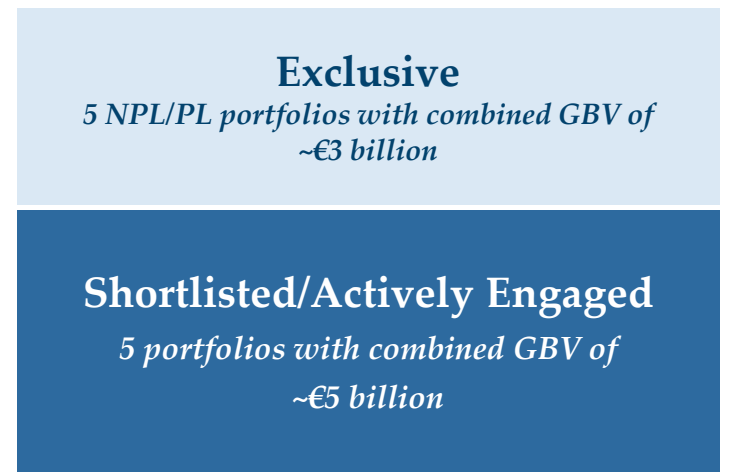 Exclusive
5 NPL/PL portfolios with combined GBV of
~€3 billion
Shortlisted/Actively Engaged
5 portfolios with combined GBV of
~€5 billion